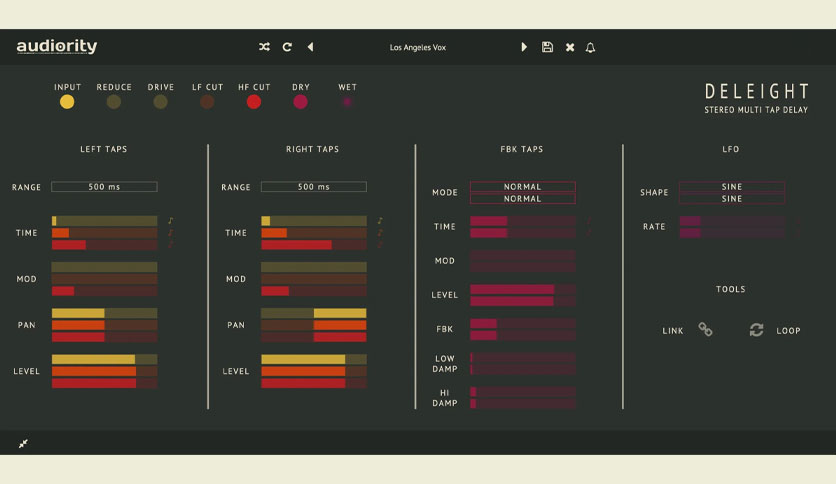 audiority
Los Angeles Vox
INPUT REDUCE DRIVE LF CUT HF CUT DRY WET
DELEIGHT
STEREO MULTI TAP DELAY
LEFT TAPS
RANGE 500 ms
TIME
MOD
PAN
LEVEL
RIGHT TAPS
RANGE 500 ms
TIME
MOD
PAN
LEVEL
FBK TAPS
MODE NORMAL
NORMAL
TIME
MOD
LEVEL
FBK
LOW
DAMP
HI
DAMP
LFO
SHAPE SINE
SINE
RATE
TOOLS
LINK LOOP